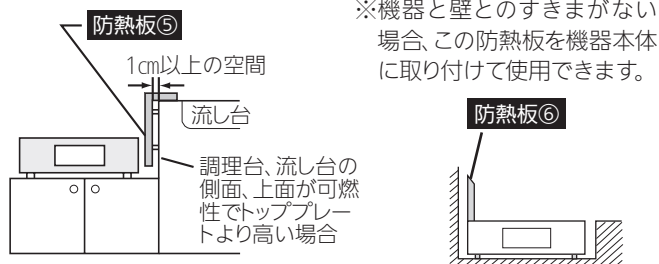 防熱板⑤
1cm以上の空間
流し台
調理台、流し台の
側面、上面が可燃
性でトッププレー
トより高い場合
※機器と壁とのすきまがない
場合、この防熱板を機器本体
に取り付けて使用できます。
防熱板⑥